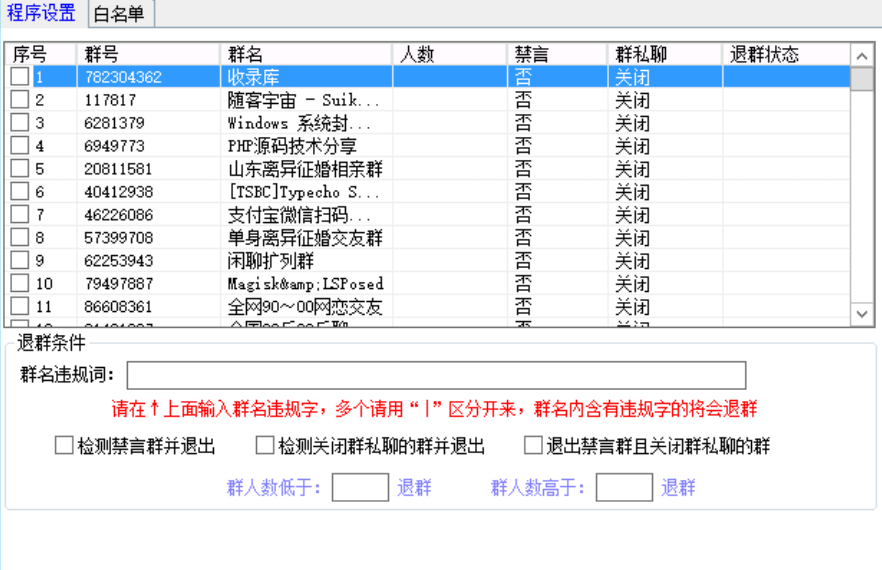 程序设置 白名单
序号 群号 群名 人数 禁言 群私聊 退群状态
1 782304362 收录库 否 关闭
2 117817 随客宇宙 - Suik... 否 关闭
3 6281379 Windows 系统封... 否 关闭
4 6949773 PHP源码技术分享 否 关闭
5 20811581 山东离异征婚相亲群 否 关闭
6 40412938 [TSBC]Typecho S... 否 关闭
7 46226086 支付宝微信扫码... 否 关闭
8 57399708 单身离异征婚交友群 否 关闭
9 62253943 闲聊扩列群 否 关闭
10 79497887 Magisk&amp;LSPosed 否 关闭
11 86608361 全网90～00网恋交友 否 关闭
退群条件
群名违规词：
请在↑上面输入群名违规字，多个请用“|”区分开来，群名内含有违规字的将会退群
检测禁言群并退出 检测关闭群私聊的群并退出 退出禁言群且关闭群私聊的群
群人数低于： 退群 群人数高于： 退群